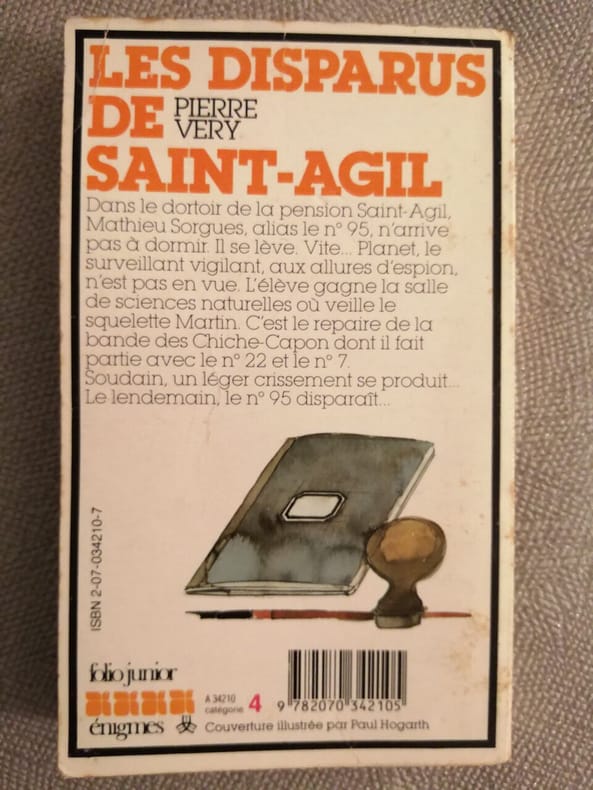 LES DISPARUS
DE PIERRE VERY
SAINT-AGIL
Dans le dortoir de la pension Saint-Agil,
Mathieu Sorgues, alias le n° 95, n'arrive
pas à dormir. Il se lève. Vite... Planet, le
surveillant vigilant, aux allures d'espion,
n'est pas en vue. L'élève gagne la salle
de sciences naturelles où veille le
squelette Martin. C'est le repaire de la
bande des Chiche-Capon dont il fait
partie avec le n° 22 et le n° 7.
Soudain, un léger crissement se produit...
Le lendemain, le n° 95 disparaît...
ISBN 2-07-034210-7
folio junior
énigmes
A 34210
catégorie 4
9 782070 342105
Couverture illustrée par Paul Hogarth